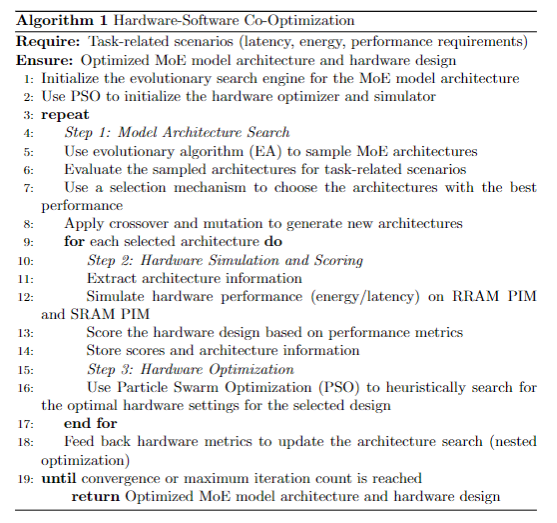 Algorithm 1 Hardware-Software Co-Optimization
Require: Task-related scenarios (latency, energy, performance requirements)
Ensure: Optimized MoE model architecture and hardware design
1: Initialize the evolutionary search engine for the MoE model architecture
2: Use PSO to initialize the hardware optimizer and simulator
3: repeat
4: Step 1: Model Architecture Search
5: Use evolutionary algorithm (EA) to sample MoE architectures
6: Evaluate the sampled architectures for task-related scenarios
7: Use a selection mechanism to choose the architectures with the best
performance
8: Apply crossover and mutation to generate new architectures
9: for each selected architecture do
10: Step 2: Hardware Simulation and Scoring
11: Extract architecture information
12: Simulate hardware performance (energy/latency) on RRAM PIM
and SRAM PIM
13: Score the hardware design based on performance metrics
14: Store scores and architecture information
15: Step 3: Hardware Optimization
16: Use Particle Swarm Optimization (PSO) to heuristically search for
the optimal hardware settings for the selected design
17: end for
18: Feed back hardware metrics to update the architecture search (nested
optimization)
19: until convergence or maximum iteration count is reached
return Optimized MoE model architecture and hardware design